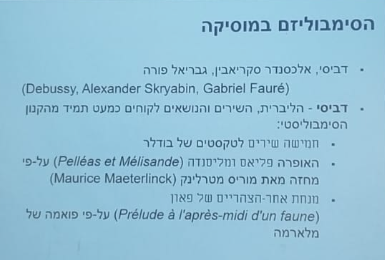 הסימבוליזם במוסיקה
• דביסי, אלכסנדר סקריאבין, גבריאל פורה
(Debussy, Alexander Skryabin, Gabriel Fauré)
• דביסי - הליברית, השירים והנושאים לקוחים כמעט תמיד מהקנון
הסימבוליסטי:
• חמישה שירים לטקסטים של בודלר
• האופרה פליאס ומליסנדה (Pelléas et Mélisande) על-פי
מחזה מאת מוריס מטרלינק (Maurice Maeterlinck)
• מנחת אחר-הצהריים של פאון
(Prélude à l'après-midi d'un faune) על-פי פואמה של
מלארמה